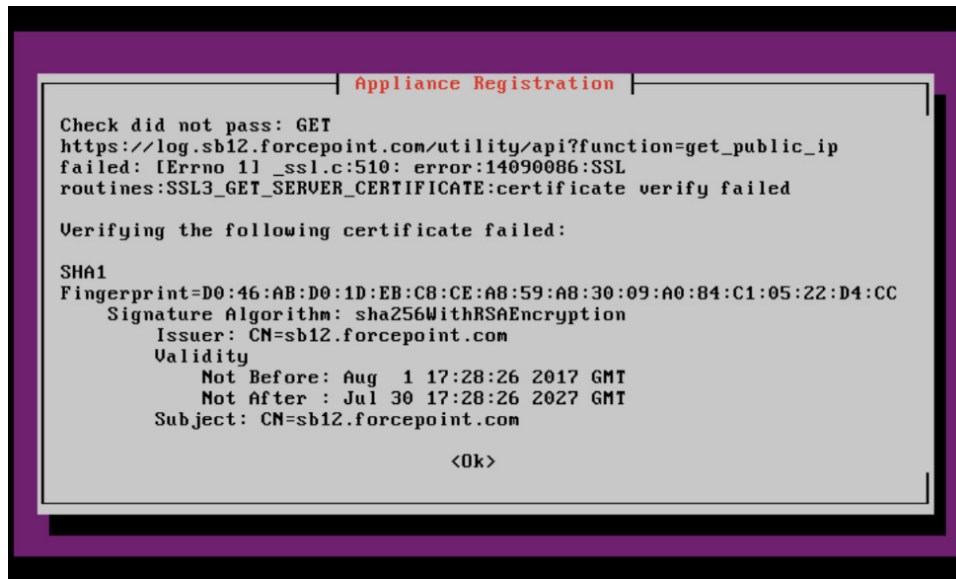 Appliance Registration
Check did not pass: GET
https://log.sb12.forcepoint.com/utility/api?function=get_public_ip
failed: [Errno 1] _ssl.c:510: error:14090086:SSL
routines:SSL3_GET_SERVER_CERTIFICATE:certificate verify failed
Verifying the following certificate failed:
SHA1
Fingerprint=D0:46:AB:D0:1D:EB:C8:CE:A8:59:A8:30:09:A0:84:C1:05:22:D4:CC
Signature Algorithm: sha256WithRSAEncryption
Issuer: CN=sb12.forcepoint.com
Validity
Not Before: Aug 1 17:28:26 2017 GMT
Not After : Jul 30 17:28:26 2027 GMT
Subject: CN=sb12.forcepoint.com
<Ok>